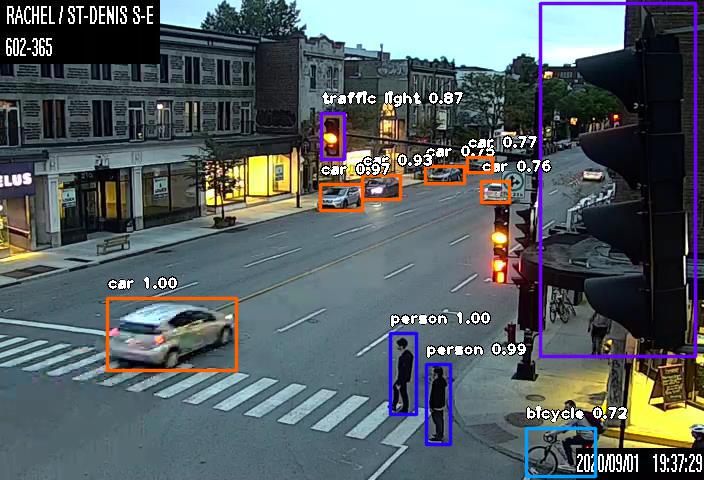 RACHEL / ST-DENIS S-E
602-365
traffic light 0.87
car 0.77
car 0.75
car 0.93
car 0.97
car 0.76
ELUS
car 1.00
person 1.00
person 0.99
bicycle 0.72
2020/09/01 19:37:29